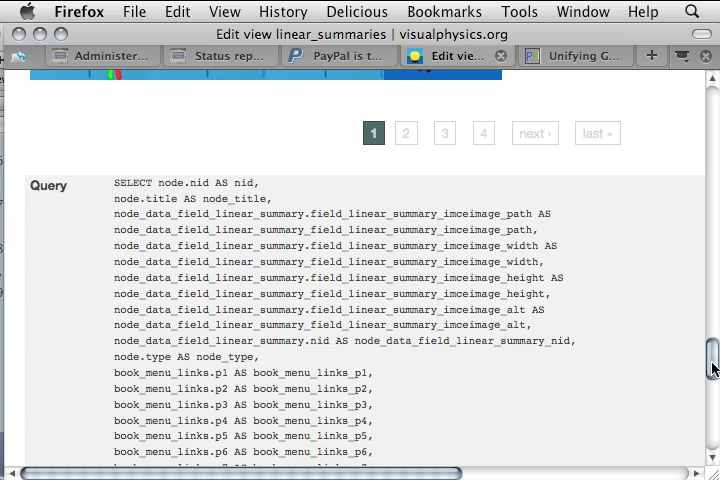 Firefox File Edit View History Delicious Bookmarks Tools Window Help
Edit view linear_summaries | visualphysics.org
Administer... Status rep... PayPal is t... Edit vie... Unifying G...
1 2 3 4 next › last »
Query SELECT node.nid AS nid,
node.title AS node_title,
node_data_field_linear_summary.field_linear_summary_imceimage_path AS
node_data_field_linear_summary_field_linear_summary_imceimage_path,
node_data_field_linear_summary.field_linear_summary_imceimage_width AS
node_data_field_linear_summary_field_linear_summary_imceimage_width,
node_data_field_linear_summary.field_linear_summary_imceimage_height AS
node_data_field_linear_summary_field_linear_summary_imceimage_height,
node_data_field_linear_summary.field_linear_summary_imceimage_alt AS
node_data_field_linear_summary_field_linear_summary_imceimage_alt,
node_data_field_linear_summary.nid AS node_data_field_linear_summary_nid,
node.type AS node_type,
book_menu_links.p1 AS book_menu_links_p1,
book_menu_links.p2 AS book_menu_links_p2,
book_menu_links.p3 AS book_menu_links_p3,
book_menu_links.p4 AS book_menu_links_p4,
book_menu_links.p5 AS book_menu_links_p5,
book_menu_links.p6 AS book_menu_links_p6,